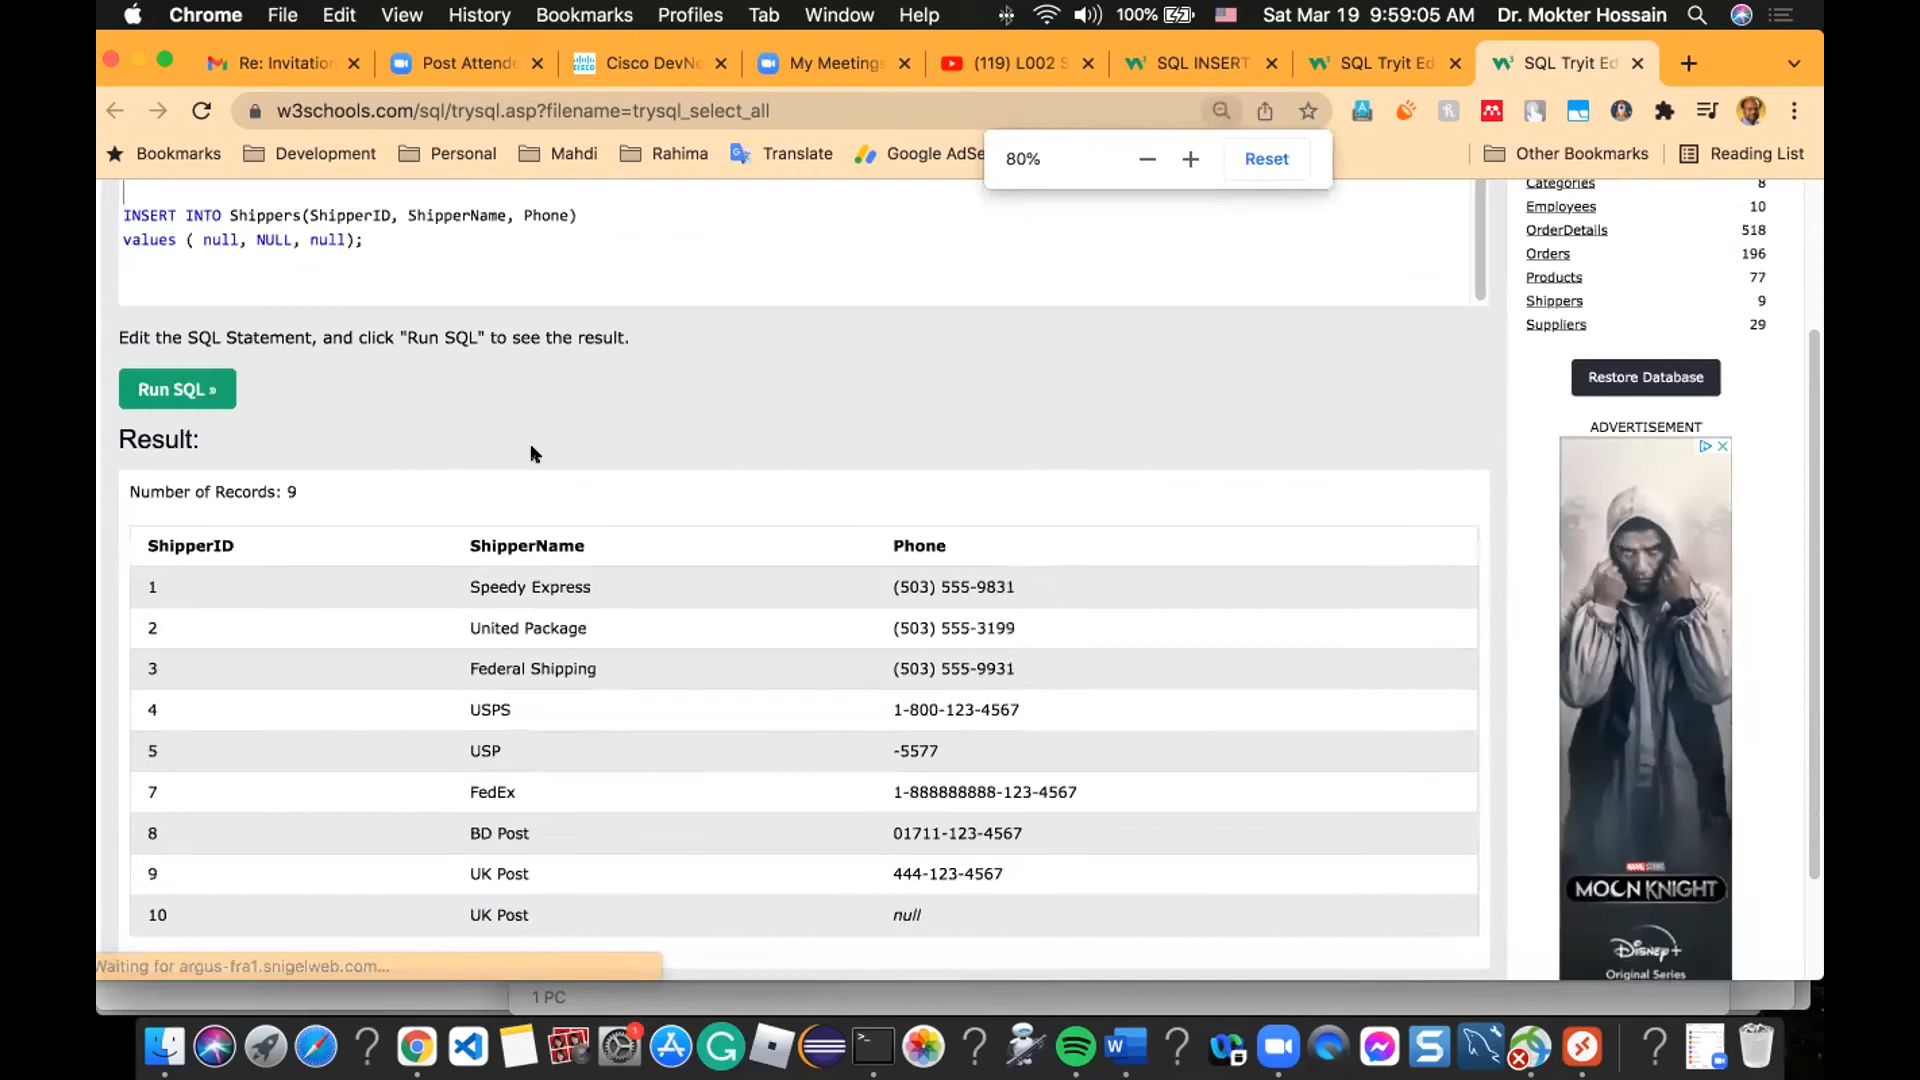 Chrome File Edit View History Bookmarks Profiles Tab Window Help 100% Sat Mar 19 9:59:05 AM Dr. Mokter Hossain
Re: Invitation Post Attende Cisco DevNe My Meetings (119) L002 S SQL INSERT SQL Tryit Ed SQL Tryit Ed
w3schools.com/sql/trysql.asp?filename=trysql_select_all
Bookmarks Development Personal Mahdi Rahima Translate Google AdSe Other Bookmarks Reading List
80% − + Reset
INSERT INTO Shippers(ShipperID, ShipperName, Phone)
values ( null, NULL, null);
Edit the SQL Statement, and click "Run SQL" to see the result.
Run SQL »
Result:
Number of Records: 9
ShipperID ShipperName Phone
1 Speedy Express (503) 555-9831
2 United Package (503) 555-3199
3 Federal Shipping (503) 555-9931
4 USPS 1-800-123-4567
5 USP -5577
7 FedEx 1-888888888-123-4567
8 BD Post 01711-123-4567
9 UK Post 444-123-4567
10 UK Post null
Categories 8
Employees 10
OrderDetails 518
Orders 196
Products 77
Shippers 9
Suppliers 29
Restore Database
ADVERTISEMENT
MARVEL STUDIOS
MOON KNIGHT
Disney+
Original Series
Waiting for argus-fra1.snigelweb.com...
1 PC